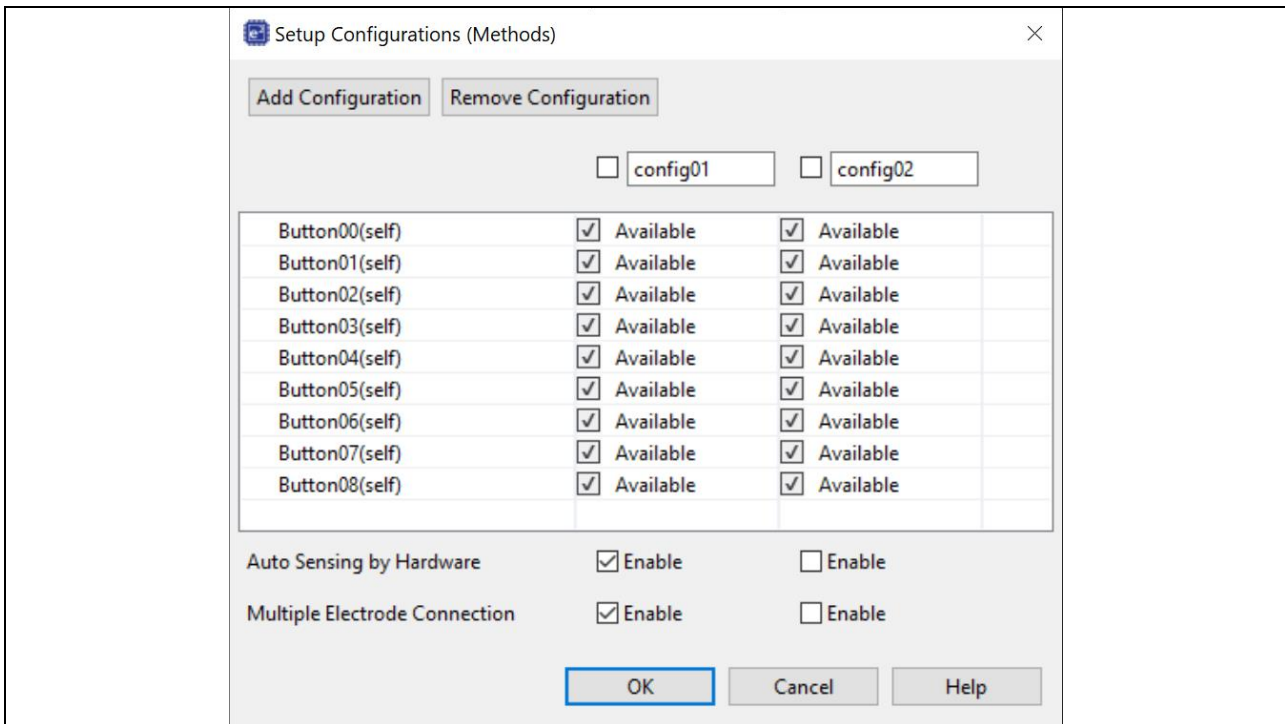 Setup Configurations (Methods)
Add Configuration Remove Configuration
config01 config02
Button00(self) Available Available
Button01(self) Available Available
Button02(self) Available Available
Button03(self) Available Available
Button04(self) Available Available
Button05(self) Available Available
Button06(self) Available Available
Button07(self) Available Available
Button08(self) Available Available
Auto Sensing by Hardware Enable Enable
Multiple Electrode Connection Enable Enable
OK Cancel Help